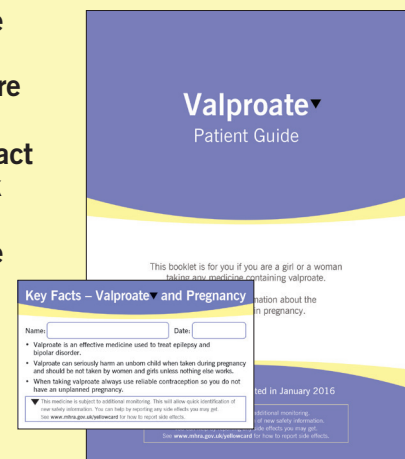 e
re
act
e
Valproate▼
Patient Guide
This booklet is for you if you are a girl or a woman
taking any medicine containing valproate.
mation about the
in pregnancy.
ted in January 2016
additional monitoring.
of new safety information.
side effects you may get.
for how to report side effects.
Key Facts – Valproate▼ and Pregnancy
Name: Date:
• Valproate is an effective medicine used to treat epilepsy and
bipolar disorder.
• Valproate can seriously harm an unborn child when taken during pregnancy
and should not be taken by women and girls unless nothing else works.
• When taking valproate always use reliable contraception so you do not
have an unplanned pregnancy.
▼ This medicine is subject to additional monitoring. This will allow quick identification of
new safety information. You can help by reporting any side effects you may get.
See www.mhra.gov.uk/yellowcard for how to report side effects.